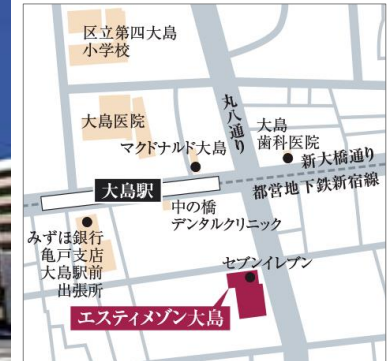 区立第四大島
小学校
大島医院
マクドナルド大島
丸八通り
大島
歯科医院
新大橋通り
大島駅
都営地下鉄新宿線
中の橋
デンタルクリニック
みずほ銀行
亀戸支店
大島駅前
出張所
セブンイレブン
エスティメゾン大島